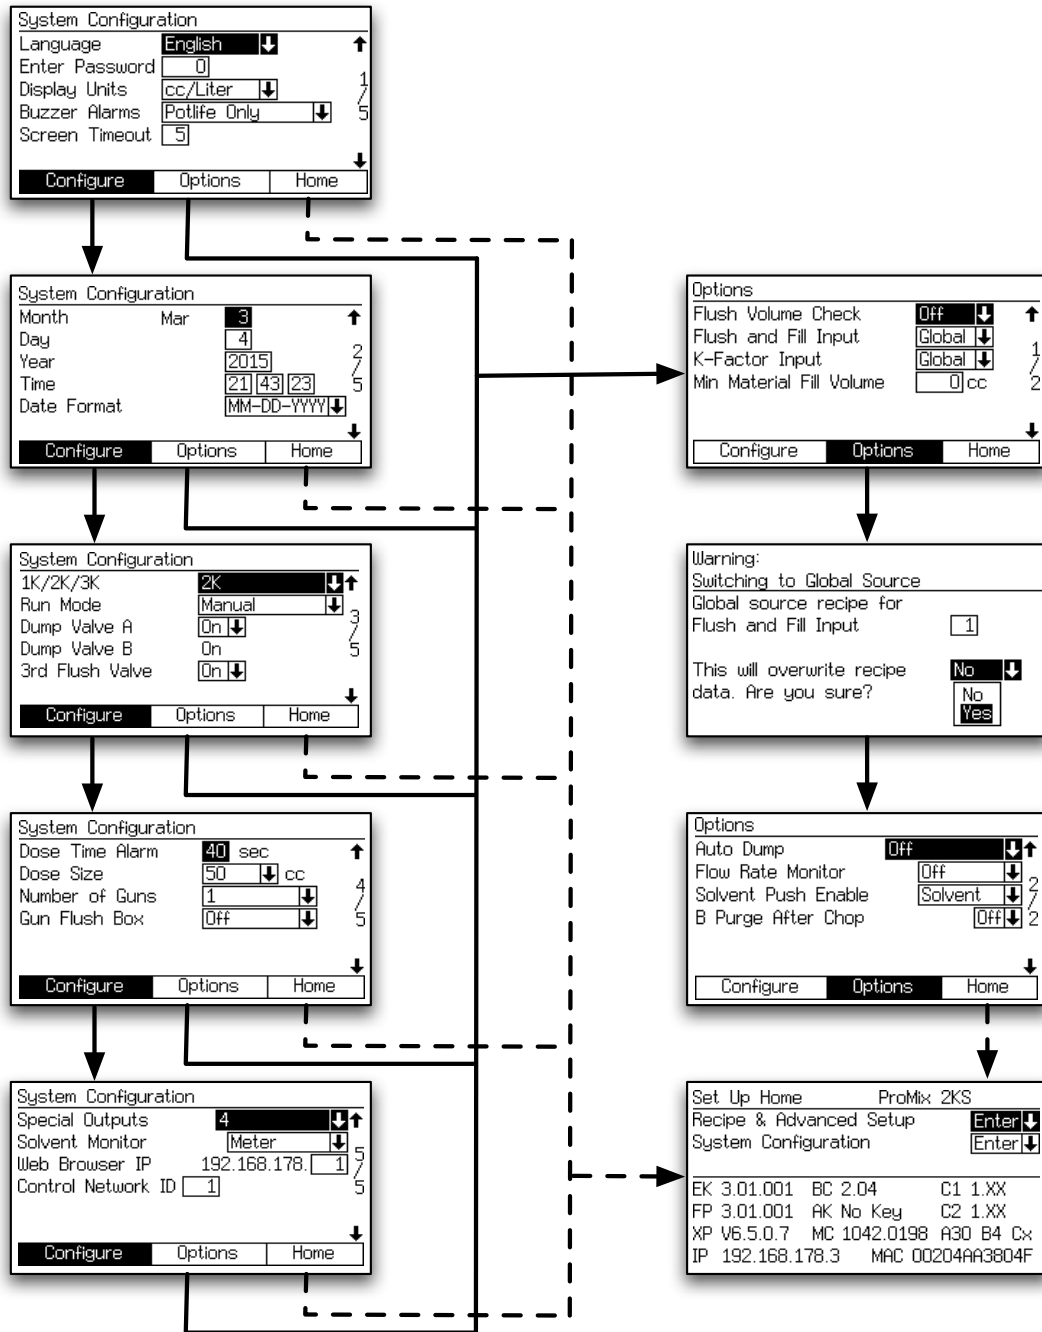 System Configuration
Language English
Enter Password 0
Display Units cc/Liter
Buzzer Alarms Potlife Only
Screen Timeout 5
1/5
Configure Options Home
System Configuration
Month Mar 3
Day 4
Year 2015
Time 21 43 23
Date Format MM-DD-YYYY
2/5
Configure Options Home
System Configuration
1K/2K/3K 2K
Run Mode Manual
Dump Valve A On
Dump Valve B On
3rd Flush Valve On
3/5
Configure Options Home
System Configuration
Dose Time Alarm 40 sec
Dose Size 50 cc
Number of Guns 1
Gun Flush Box Off
4/5
Configure Options Home
System Configuration
Special Outputs 4
Solvent Monitor Meter
Web Browser IP 192.168.178. 1
Control Network ID 1
5/5
Configure Options Home
Options
Flush Volume Check Off
Flush and Fill Input Global
K-Factor Input Global
Min Material Fill Volume 0 cc
1/2
Configure Options Home
Warning:
Switching to Global Source
Global source recipe for
Flush and Fill Input 1
This will overwrite recipe No
data. Are you sure? No
Yes
Options
Auto Dump Off
Flow Rate Monitor Off
Solvent Push Enable Solvent
B Purge After Chop Off
2/2
Configure Options Home
Set Up Home ProMix 2KS
Recipe & Advanced Setup Enter
System Configuration Enter
EK 3.01.001 BC 2.04 C1 1.XX
FP 3.01.001 AK No Key C2 1.XX
XP V6.5.0.7 MC 1042.0198 A30 B4 Cx
IP 192.168.178.3 MAC 00204AA3804F